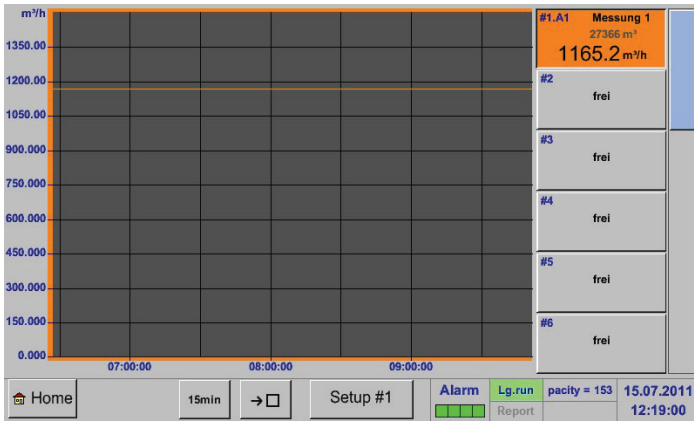 m³/h
1350.00
1200.00
1050.00
900.000
750.000
600.000
450.000
300.000
150.000
0.000
07:00:00 08:00:00 09:00:00
#1.A1 Messung 1
27366 m³
1165.2 m³/h
#2
frei
#3
frei
#4
frei
#5
frei
#6
frei
Home 15min →□ Setup #1
Alarm Lg.run pacity = 153 15.07.2011
Report 12:19:00